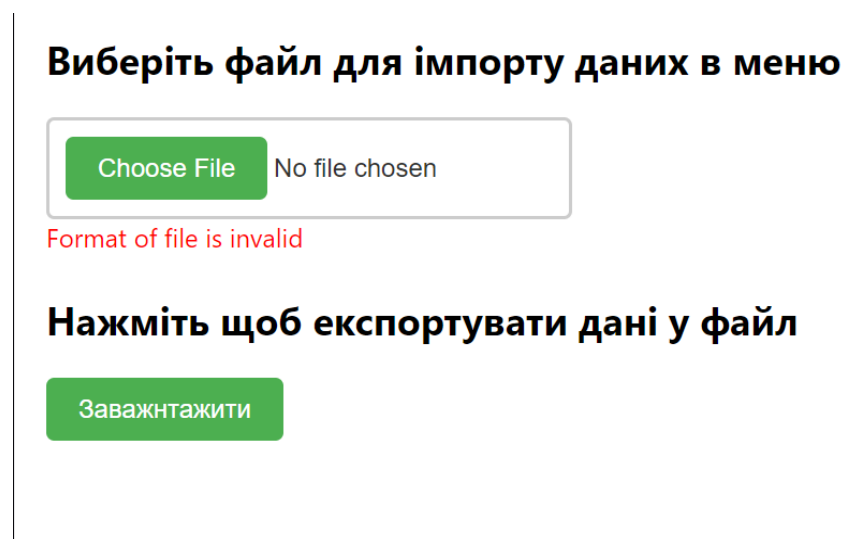 Виберіть файл для імпорту даних в меню
Choose File No file chosen
Format of file is invalid
Нажміть щоб експортувати дані у файл
Заважнтажити